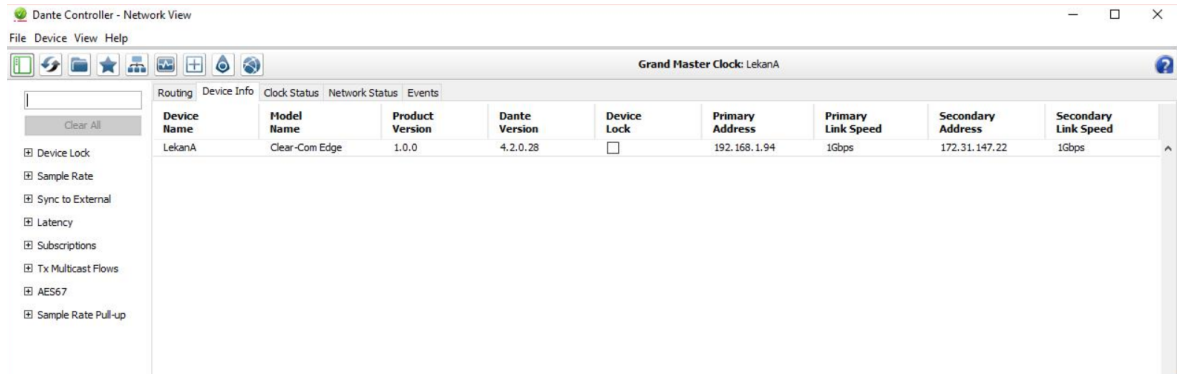 Dante Controller - Network View
File Device View Help
Grand Master Clock: LekanA
Clear All
Device Lock
Sample Rate
Sync to External
Latency
Subscriptions
Tx Multicast Flows
AES67
Sample Rate Pull-up
Routing Device Info Clock Status Network Status Events
Device Name Model Name Product Version Dante Version Device Lock Primary Address Primary Link Speed Secondary Address Secondary Link Speed
LekanA Clear-Com Edge 1.0.0 4.2.0.28 192.168.1.94 1Gbps 172.31.147.22 1Gbps